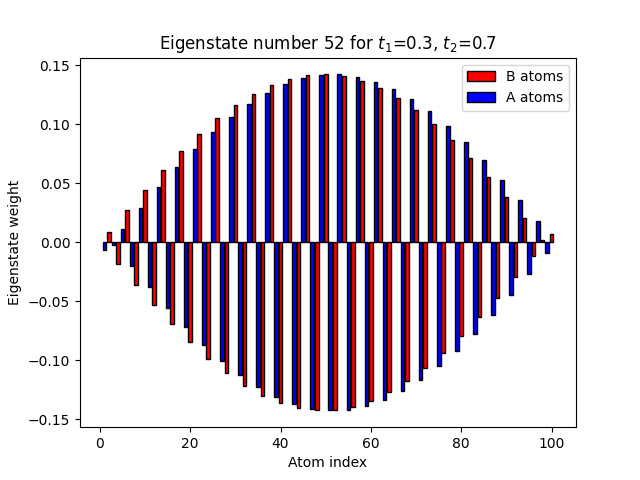 Eigenstate number 52 for $t_1$=0.3, $t_2$=0.7
Eigenstate weight
0.15
0.10
0.05
0.00
−0.05
−0.10
−0.15
B atoms
A atoms
0 20 40 60 80 100
Atom index